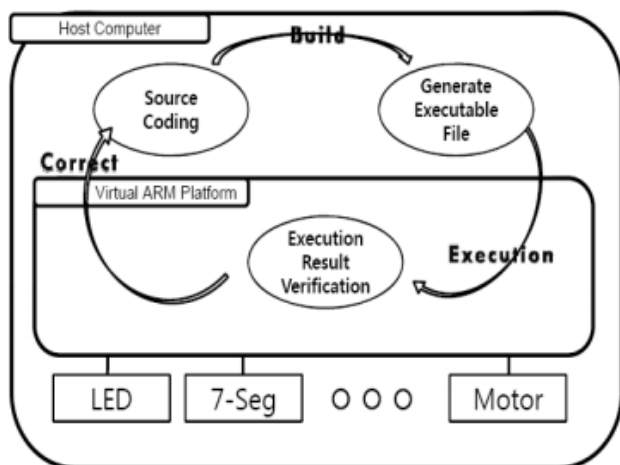 Host Computer
Build
Source
Coding
Generate
Executable
File
Correct
Virtual ARM Platform
Execution
Result
Verification
Execution
LED
7-Seg
O O O
Motor